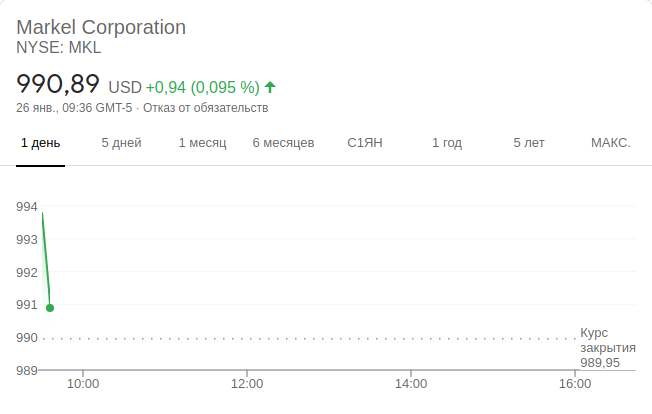 Markel Corporation
NYSE: MKL
990,89 USD +0,94 (0,095 %)
26 янв., 09:36 GMT-5 · Отказ от обязательств
1 день 5 дней 1 месяц 6 месяцев С1ЯН 1 год 5 лет МАКС.
994
993
992
991
990
989
Курс
закрытия
989,95
10:00 12:00 14:00 16:00